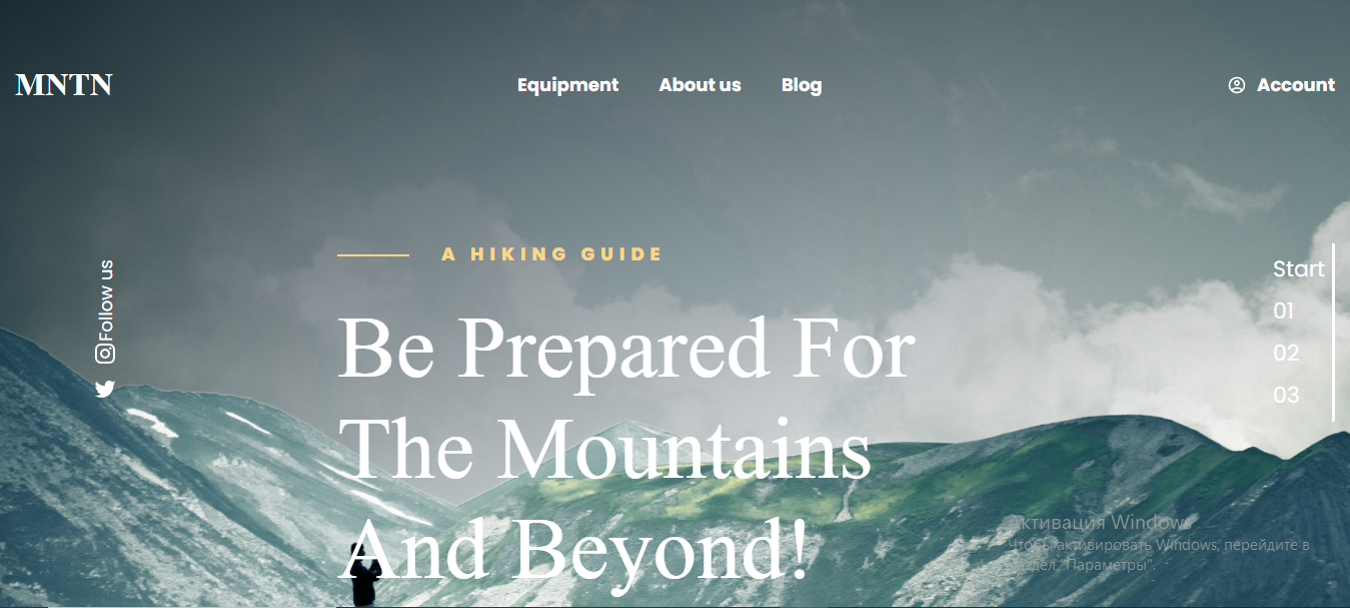 MNTN
Equipment
About us
Blog
Account
Follow us
A HIKING GUIDE
Be Prepared For
The Mountains
And Beyond!
Start
01
02
03
Активация Windows
Чтобы активировать Windows, перейдите в
раздел "Параметры".